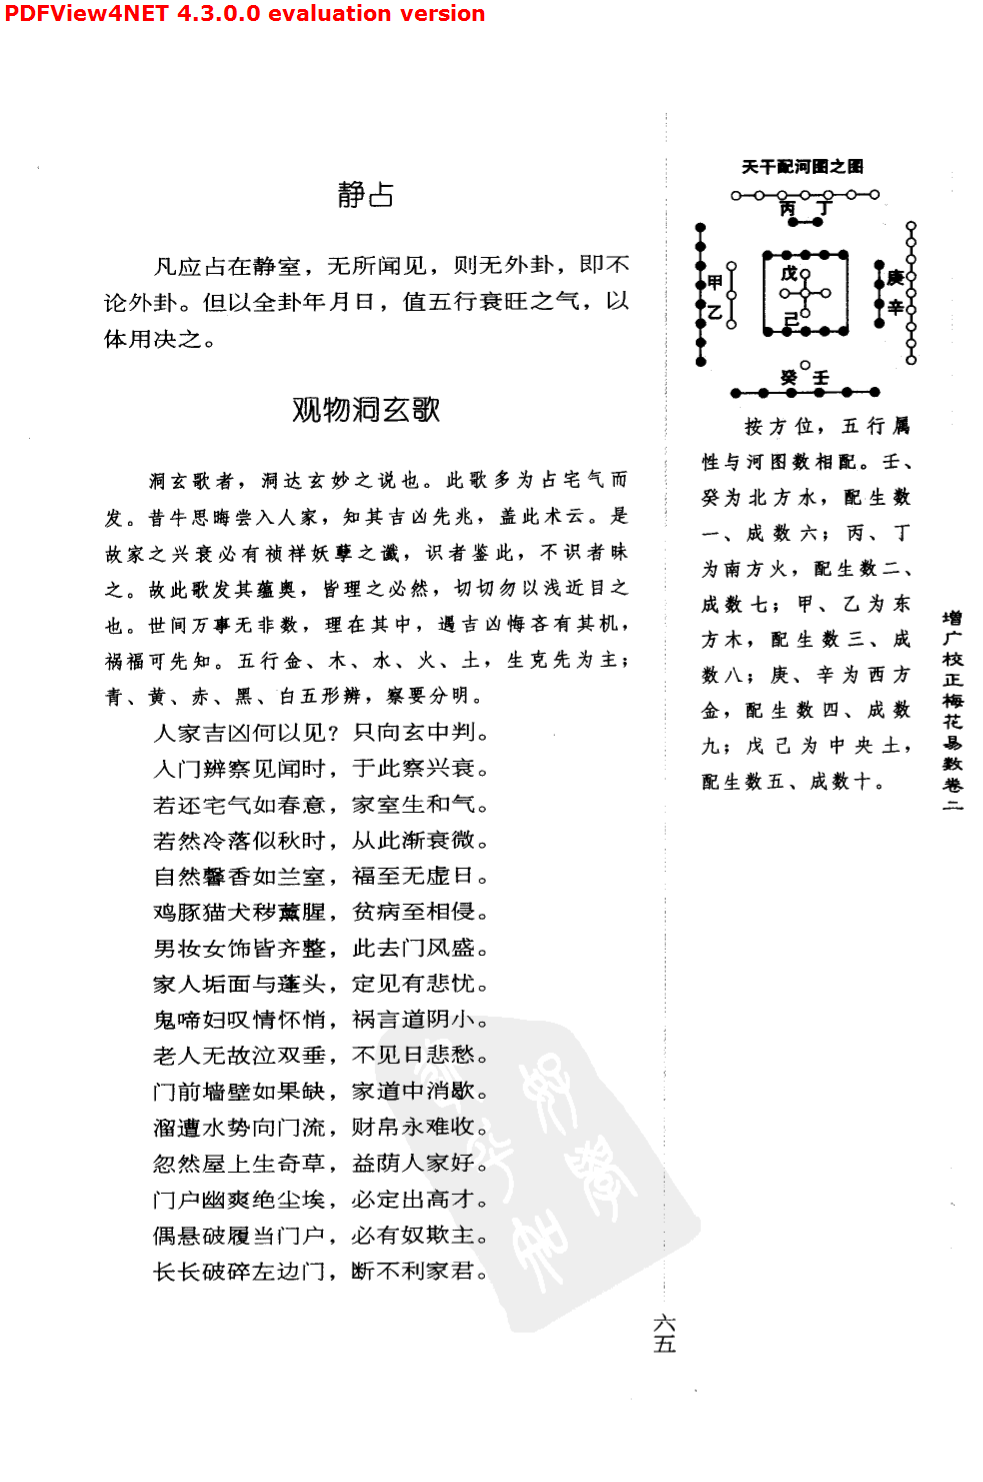 PDFView4NET 4.3.0.0 evaluation version
静占
凡应占在静室，无所闻见，则无外卦，即不
论外卦。但以全卦年月日，值五行衰旺之气，以
体用决之。
观物洞玄歌
洞玄歌者，洞达玄妙之说也。此歌多为占宅气而
发。昔牛思晦尝入人家，知其吉凶先兆，盖此术云。是
故家之兴衰必有祯祥妖孽之谶，识者鉴此，不识者昧
之。故此歌发其蕴奥，皆理之必然，切切勿以浅近目之
也。世间万事无非数，理在其中，遇吉凶悔吝有其机，
祸福可先知。五行金、木、水、火、土，生克先为主；
青、黄、赤、黑、白五形辨，察要分明。
人家吉凶何以见？只向玄中判。
入门辨察见闻时，于此察兴衰。
若还宅气如春意，家室生和气。
若然冷落似秋时，从此渐衰微。
自然馨香如兰室，福至无虚日。
鸡豚猫犬秽薰腥，贫病至相侵。
男妆女饰皆齐整，此去门风盛。
家人垢面与蓬头，定见有悲忧。
鬼啼妇叹情怀悄，祸言道阴小。
老人无故泣双垂，不见日悲愁。
门前墙壁如果缺，家道中消歇。
溜遭水势向门流，财帛永难收。
忽然屋上生奇草，益荫人家好。
门户幽爽绝尘埃，必定出高才。
偶悬破履当门户，必有奴欺主。
长长破碎左边门，断不利家君。
天干配河图之图
丙 丁
甲
乙
戊
己
庚
辛
癸 壬
按方位，五行属
性与河图数相配。壬、
癸为北方水，配生数
一、成数六；丙、丁
为南方火，配生数二、
成数七；甲、乙为东
方木，配生数三、成
数八；庚、辛为西方
金，配生数四、成数
九；戊己为中央土，
配生数五、成数十。
增广校正梅花易数卷二
六五